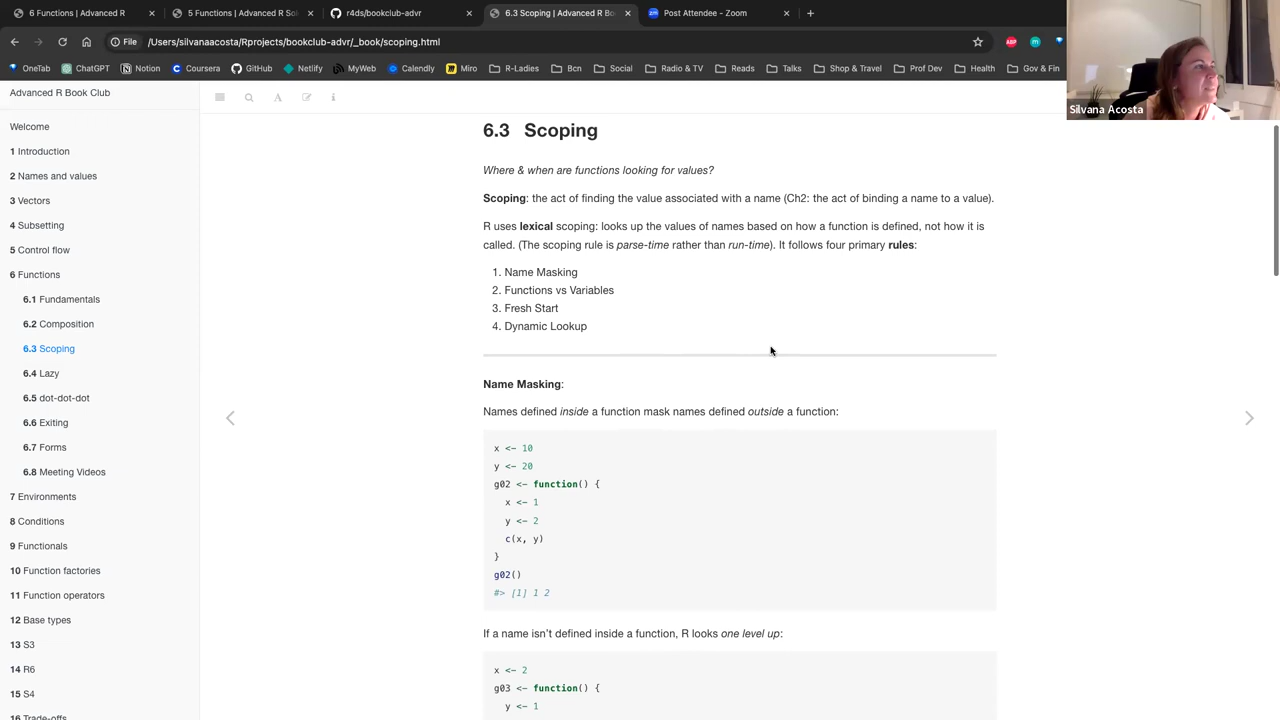 6 Functions | Advanced R
5 Functions | Advanced R So
r4ds/bookclub-advr
6.3 Scoping | Advanced R Bo
Post Attendee - Zoom
File /Users/silvanaacosta/Rprojects/bookclub-advr/_book/scoping.html
OneTab ChatGPT Notion Coursera GitHub Netlify MyWeb Calendly Miro R-Ladies Bcn Social Radio & TV Reads Talks Shop & Travel Prof Dev Health Gov & Fin
Silvana Acosta
Advanced R Book Club
Welcome
1 Introduction
2 Names and values
3 Vectors
4 Subsetting
5 Control flow
6 Functions
6.1 Fundamentals
6.2 Composition
6.3 Scoping
6.4 Lazy
6.5 dot-dot-dot
6.6 Exiting
6.7 Forms
6.8 Meeting Videos
7 Environments
8 Conditions
9 Functionals
10 Function factories
11 Function operators
12 Base types
13 S3
14 R6
15 S4
16 Trade-offs
6.3 Scoping
Where & when are functions looking for values?
Scoping: the act of finding the value associated with a name (Ch2: the act of binding a name to a value).
R uses lexical scoping: looks up the values of names based on how a function is defined, not how it is
called. (The scoping rule is parse-time rather than run-time). It follows four primary rules:
1. Name Masking
2. Functions vs Variables
3. Fresh Start
4. Dynamic Lookup
Name Masking:
Names defined inside a function mask names defined outside a function:
x <- 10
y <- 20
g02 <- function() {
x <- 1
y <- 2
c(x, y)
}
g02()
#> [1] 1 2
If a name isn't defined inside a function, R looks one level up:
x <- 2
g03 <- function() {
y <- 1